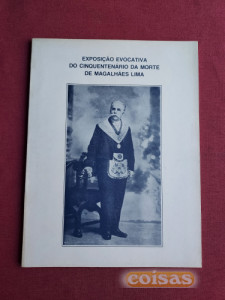 EXPOSIÇÃO EVOCATIVA
DO CINQUENTENÁRIO DA MORTE
DE MAGALHÃES LIMA
coisas